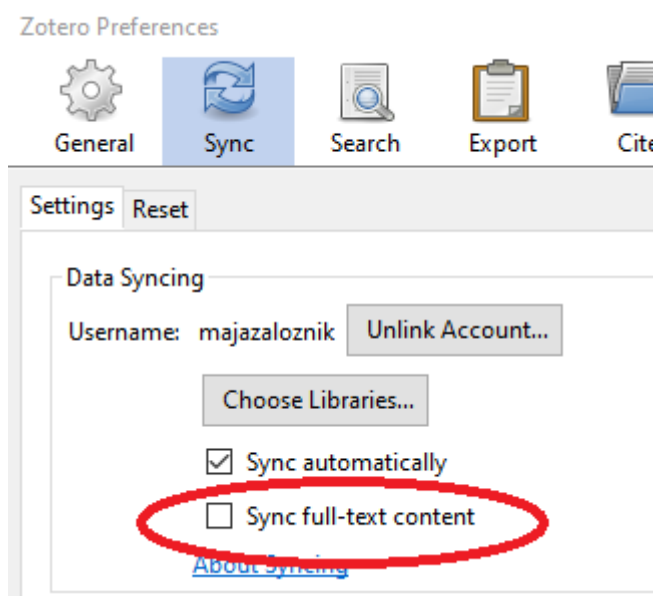 Zotero Preferences
General Sync Search Export Cite
Settings Reset
Data Syncing
Username: majazaloznik Unlink Account...
Choose Libraries...
Sync automatically
Sync full-text content
About Syncing